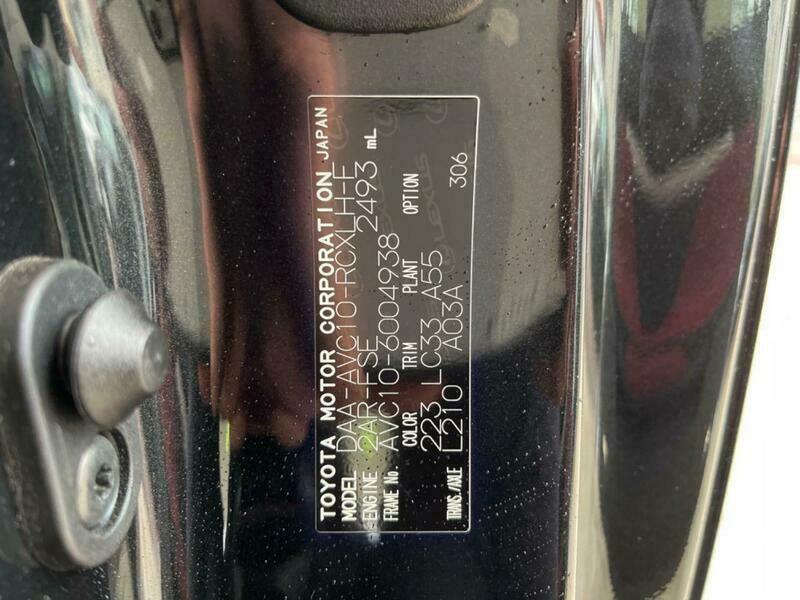 TOYOTA MOTOR CORPORATION JAPAN
MODEL DAA-AVC10-RCXLH-F
ENGINE 2AR-FSE 2493 mL
FRAME No. AVC10-6004938
COLOR TRIM PLANT OPTION
223 LC33 A55 306
TRANS./AXLE L210 A03A
LEXUS